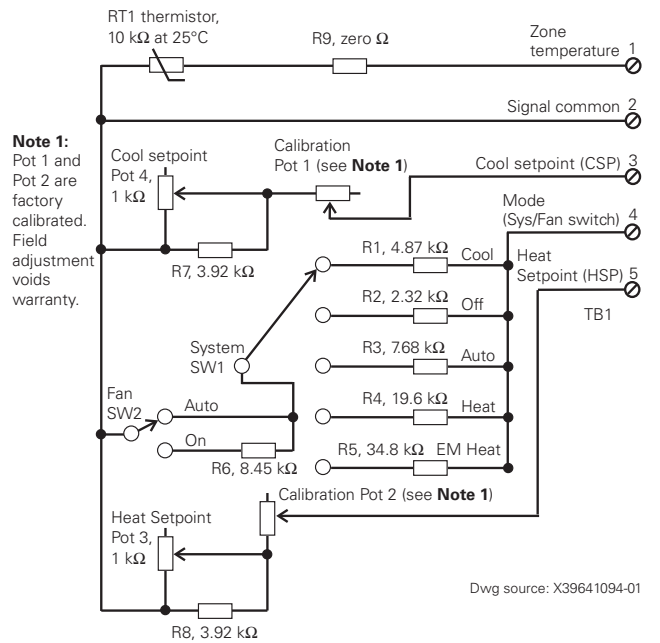 RT1 thermistor,
10 kΩ at 25°C
R9, zero Ω
Zone
temperature 1
Signal common 2
Note 1:
Pot 1 and
Pot 2 are
factory
calibrated.
Field
adjustment
voids
warranty.
Cool setpoint
Pot 4,
1 kΩ
Calibration
Pot 1 (see Note 1)
Cool setpoint (CSP) 3
R7, 3.92 kΩ
Mode
(Sys/Fan switch) 4
R1, 4.87 kΩ Cool
Heat
Setpoint (HSP) 5
TB1
R2, 2.32 kΩ Off
System
SW1
R3, 7.68 kΩ Auto
Fan
SW2
Auto
R4, 19.6 kΩ Heat
On
R6, 8.45 kΩ
R5, 34.8 kΩ EM Heat
Calibration Pot 2 (see Note 1)
Heat Setpoint
Pot 3,
1 kΩ
R8, 3.92 kΩ
Dwg source: X39641094-01